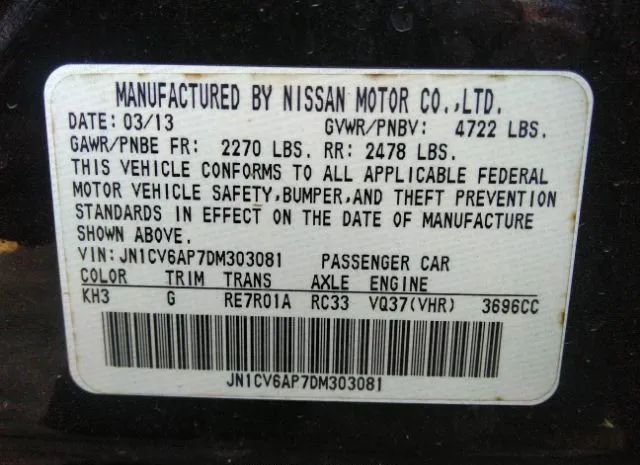 MANUFACTURED BY NISSAN MOTOR CO.,LTD.
DATE: 03/13 GVWR/PNBV: 4722 LBS.
GAWR/PNBE FR: 2270 LBS. RR: 2478 LBS.
THIS VEHICLE CONFORMS TO ALL APPLICABLE FEDERAL
MOTOR VEHICLE SAFETY,BUMPER,AND THEFT PREVENTION
STANDARDS IN EFFECT ON THE DATE OF MANUFACTURE
SHOWN ABOVE.
VIN: JN1CV6AP7DM303081 PASSENGER CAR
COLOR TRIM TRANS AXLE ENGINE
KH3 G RE7R01A RC33 VQ37(VHR) 3696CC
JN1CV6AP7DM303081